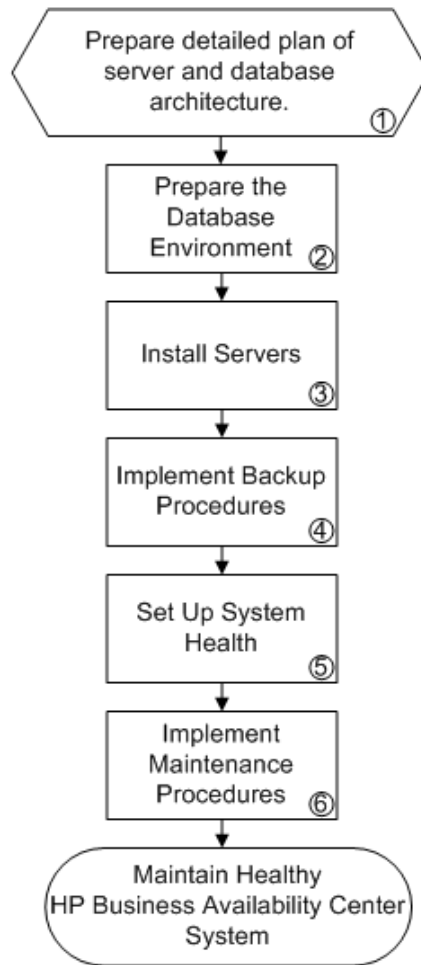 Prepare detailed plan of
server and database
architecture.
①
Prepare the
Database
Environment
②
Install Servers
③
Implement Backup
Procedures
④
Set Up System
Health
⑤
Implement
Maintenance
Procedures
⑥
Maintain Healthy
HP Business Availability Center
System